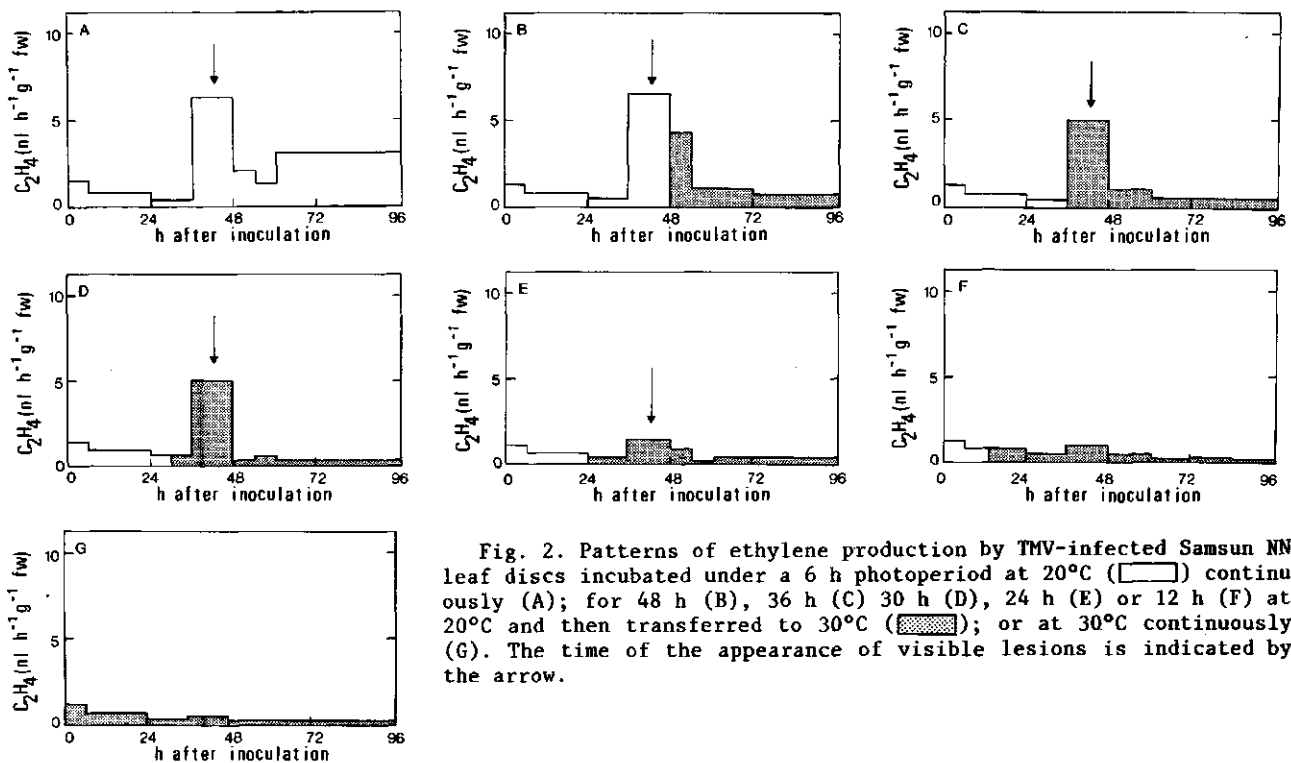 A
C₂H₄(nl h⁻¹g⁻¹ fw)
10
5
0
0 24 48 72 96
h after inoculation
B
C₂H₄(nl h⁻¹g⁻¹ fw)
10
5
0
0 24 48 72 96
h after inoculation
C
C₂H₄(nl h⁻¹g⁻¹ fw)
10
5
0
0 24 48 72 96
h after inoculation
D
C₂H₄(nl h⁻¹g⁻¹ fw)
10
5
0
0 24 48 72 96
h after inoculation
E
C₂H₄(nl h⁻¹g⁻¹ fw)
10
5
0
0 24 48 72 96
h after inoculation
F
C₂H₄(nl h⁻¹g⁻¹ fw)
10
5
0
0 24 48 72 96
h after inoculation
G
C₂H₄(nl h⁻¹g⁻¹ fw)
10
5
0
0 24 48 72 96
h after inoculation
Fig. 2. Patterns of ethylene production by TMV-infected Samsun NN
leaf discs incubated under a 6 h photoperiod at 20°C ( ) continu
ously (A); for 48 h (B), 36 h (C) 30 h (D), 24 h (E) or 12 h (F) at
20°C and then transferred to 30°C ( ); or at 30°C continuously
(G). The time of the appearance of visible lesions is indicated by
the arrow.